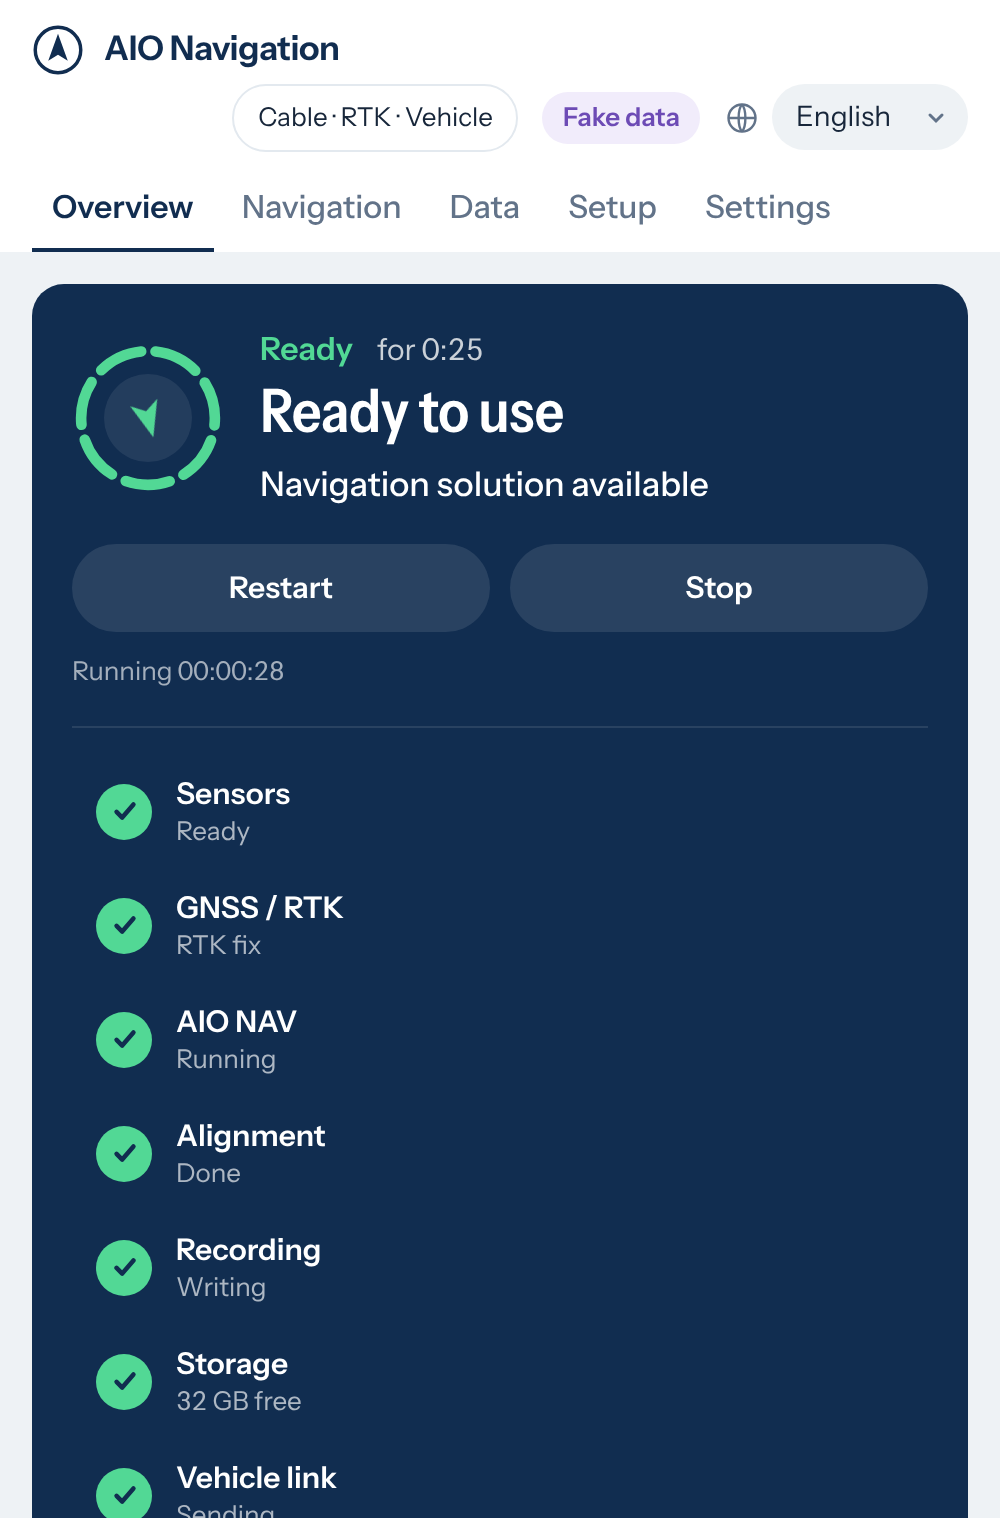 AIO Navigation
Cable · RTK · Vehicle
Fake data
English
Overview
Navigation
Data
Setup
Settings
Ready for 0:25
Ready to use
Navigation solution available
Restart
Stop
Running 00:00:28
Sensors
Ready
GNSS / RTK
RTK fix
AIO NAV
Running
Alignment
Done
Recording
Writing
Storage
32 GB free
Vehicle link
Sending